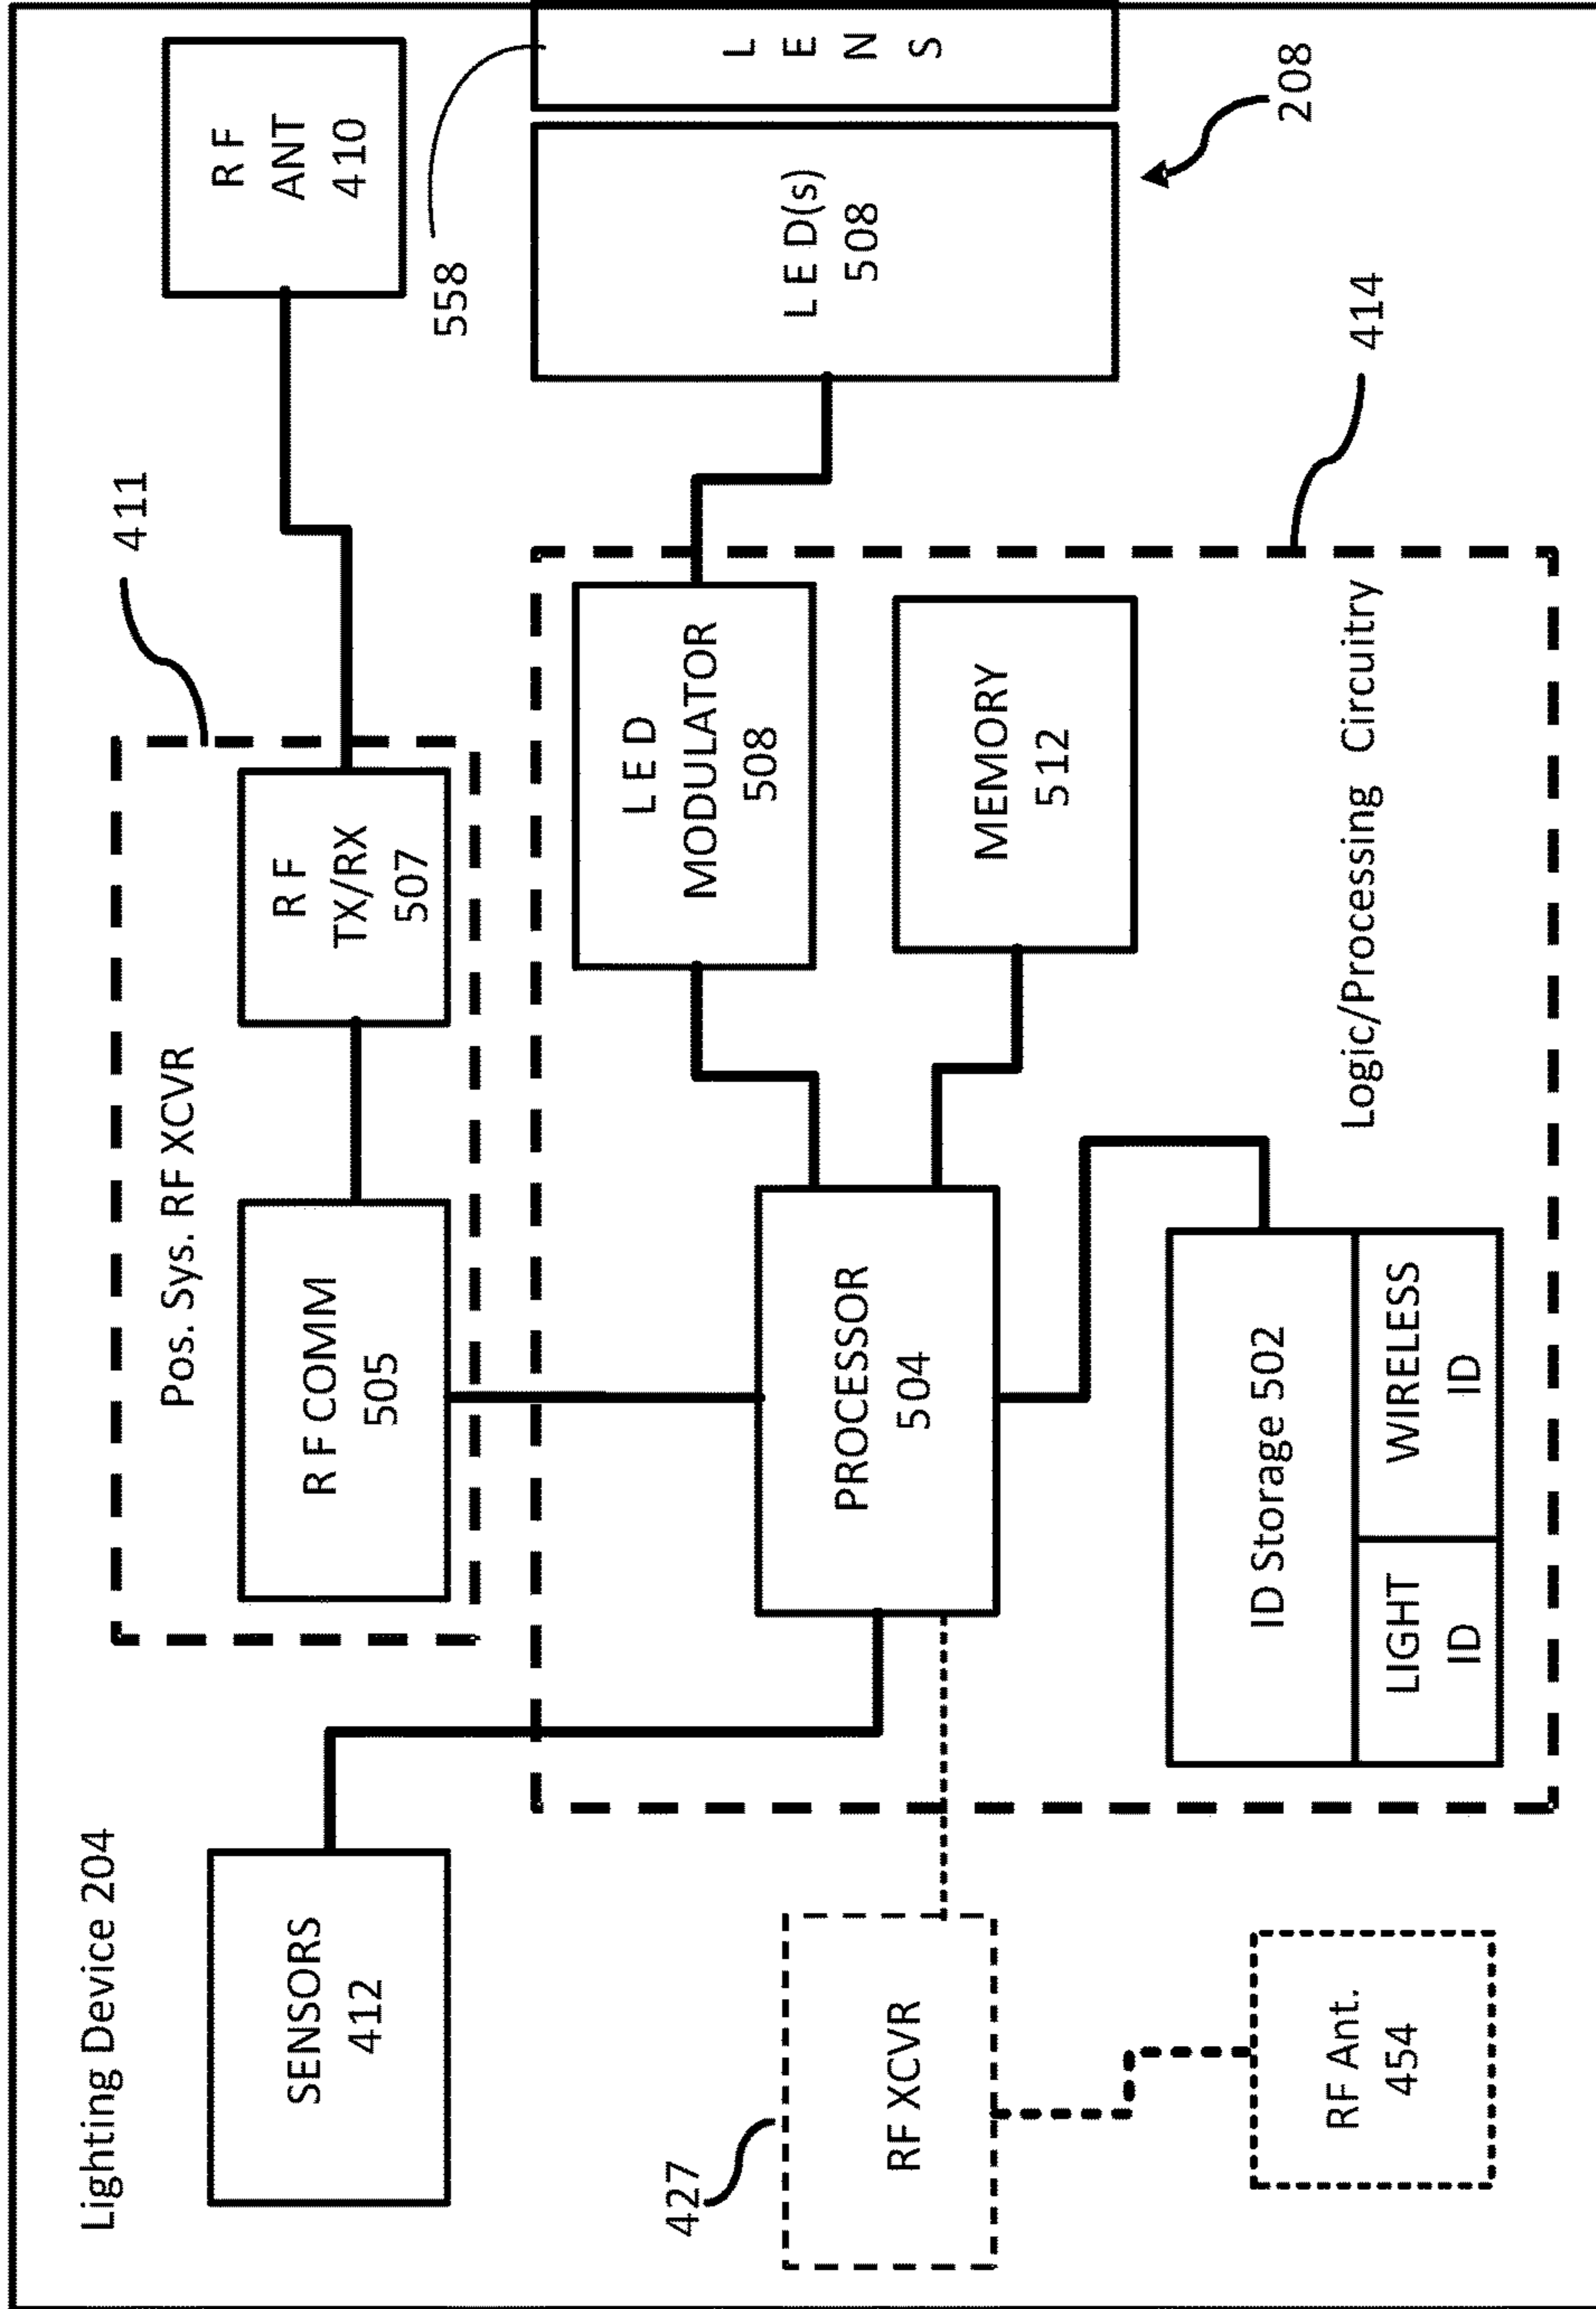 Lighting Device 204
SENSORS
412
Pos. Sys. RF XCVR
411
R F COMM
505
R F
TX/RX
507
R F
ANT
410
558
L
E
N
S
L E D(s)
508
208
L E D
MODULATOR
508
MEMORY
512
PROCESSOR
504
427
RF XCVR
RF Ant.
454
ID Storage 502
LIGHT
ID
WIRELESS
ID
Logic/Processing Circuitry
414